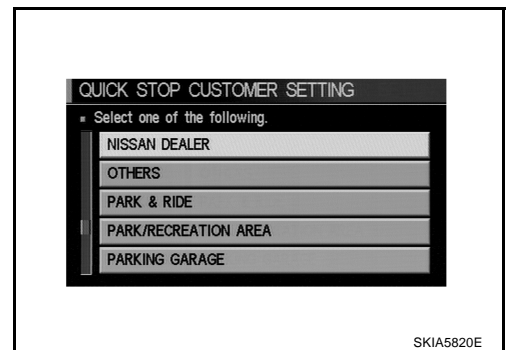 QUICK STOP CUSTOMER SETTING
Select one of the following.
NISSAN DEALER
OTHERS
PARK & RIDE
PARK/RECREATION AREA
PARKING GARAGE
SKIA5820E